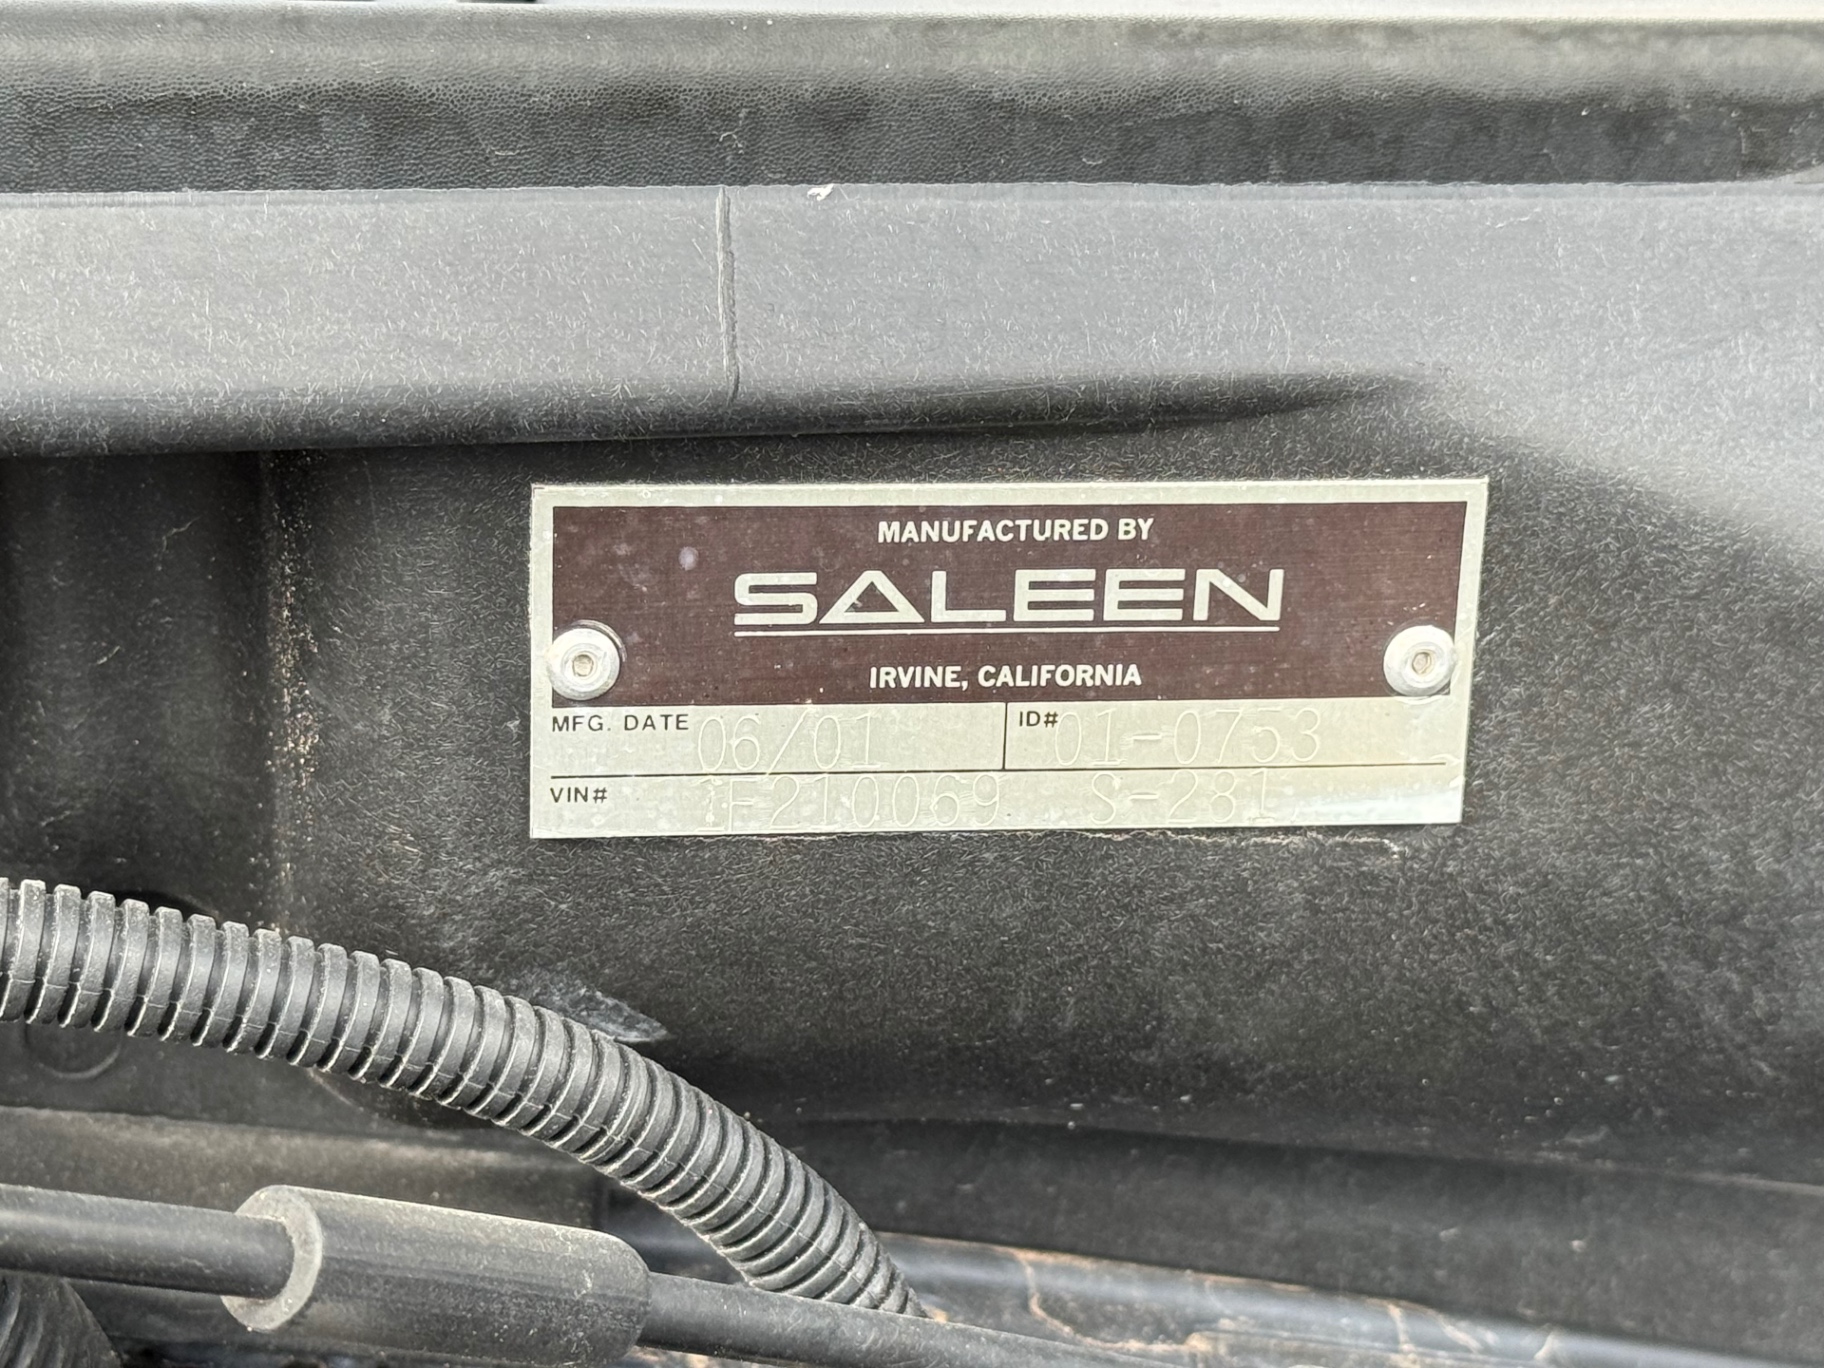 MANUFACTURED BY
SALEEN
IRVINE, CALIFORNIA
MFG. DATE 06/01 ID# 01-0753
VIN# 1F210069 S-281